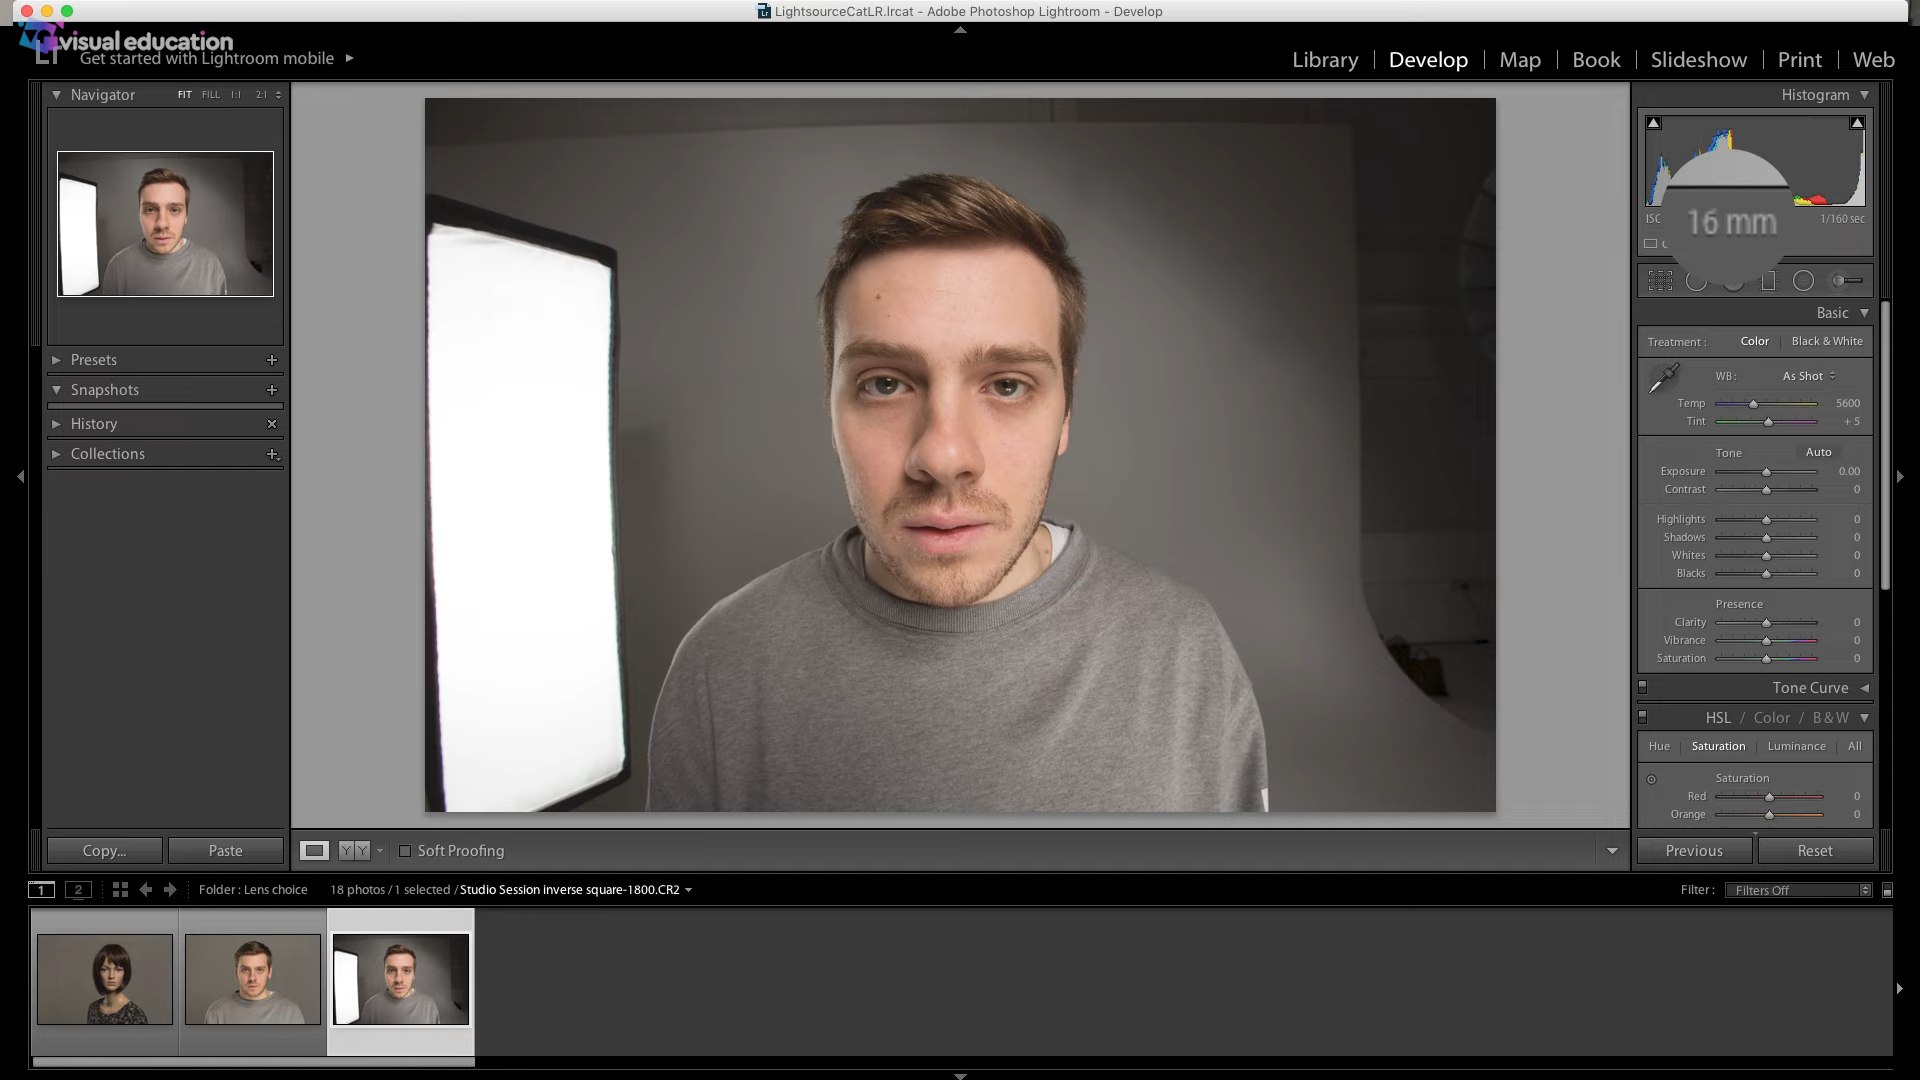 LightsourceCatLR.lrcat - Adobe Photoshop Lightroom - Develop
visual education
Get started with Lightroom mobile
Library | Develop | Map | Book | Slideshow | Print | Web
Navigator FIT FILL 1:1 2:1
Presets
Snapshots
History
Collections
Copy... Paste
YY Soft Proofing
Histogram
16 mm 1/160 sec
Basic
Treatment : Color | Black & White
WB : As Shot
Temp 5600
Tint + 5
Tone Auto
Exposure 0.00
Contrast 0
Highlights 0
Shadows 0
Whites 0
Blacks 0
Presence
Clarity 0
Vibrance 0
Saturation 0
Tone Curve
HSL / Color / B & W
Hue | Saturation | Luminance | All
Saturation
Red 0
Orange 0
Previous Reset
1 2 Folder : Lens choice 18 photos / 1 selected / Studio Session inverse square-1800.CR2 Filter : Filters Off